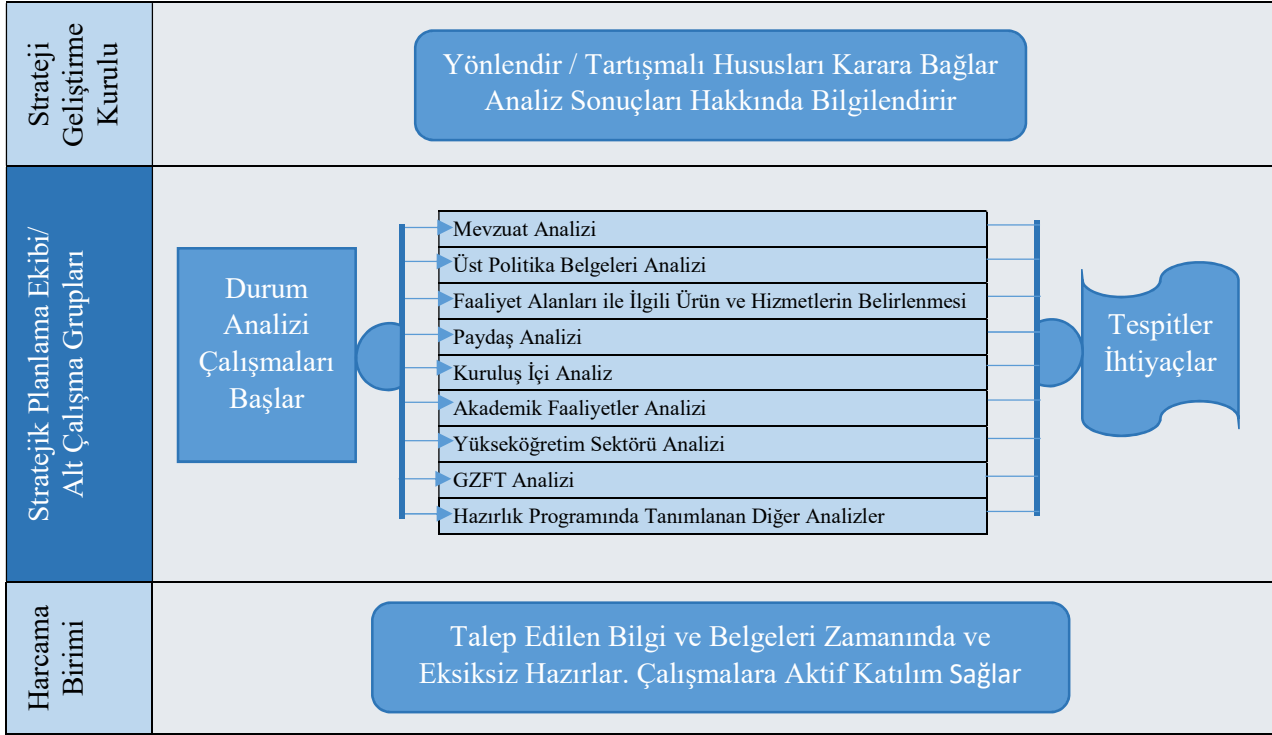 Strateji
Geliştirme
Kurulu
Yönlendir / Tartışmalı Hususları Karara Bağlar
Analiz Sonuçları Hakkında Bilgilendirir
Stratejik Planlama Ekibi/
Alt Çalışma Grupları
Durum
Analizi
Çalışmaları
Başlar
Mevzuat Analizi
Üst Politika Belgeleri Analizi
Faaliyet Alanları ile İlgili Ürün ve Hizmetlerin Belirlenmesi
Paydaş Analizi
Kuruluş İçi Analiz
Akademik Faaliyetler Analizi
Yükseköğretim Sektörü Analizi
GZFT Analizi
Hazırlık Programında Tanımlanan Diğer Analizler
Tespitler
İhtiyaçlar
Harcama
Birimi
Talep Edilen Bilgi ve Belgeleri Zamanında ve
Eksiksiz Hazırlar. Çalışmalara Aktif Katılım Sağlar